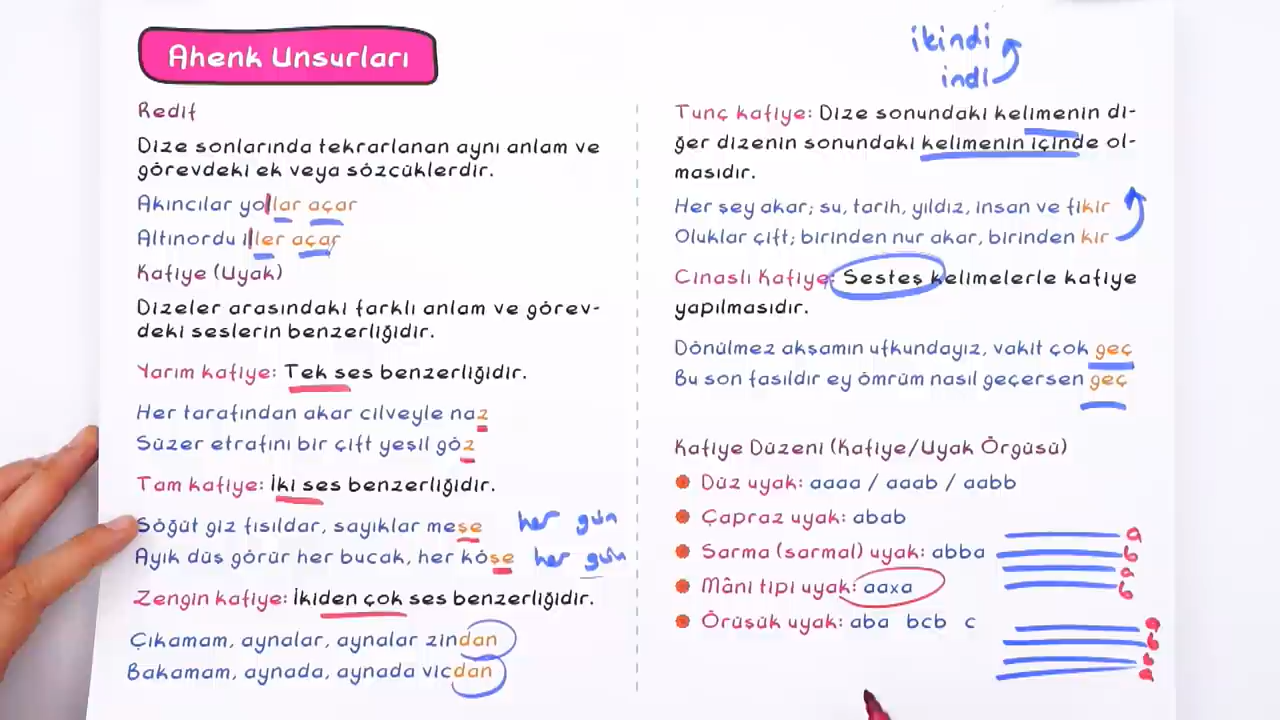 Ahenk Unsurları
Redif
Dize sonlarında tekrarlanan aynı anlam ve
görevdeki ek veya sözcüklerdir.
Akıncılar yollar açar
Altınordu iller açar
Kafiye (Uyak)
Dizeler arasındaki farklı anlam ve görev-
deki seslerin benzerliğidir.
Yarım kafiye: Tek ses benzerliğidir.
Her tarafından akar cilveyle naz
Süzer etrafını bir çift yeşil göz
Tam kafiye: İki ses benzerliğidir.
Söğüt giz fısıldar, sayıklar meşe her gün
Ayık düş görür her bucak, her köşe her gün
Zengin kafiye: İkiden çok ses benzerliğidir.
Çıkamam, aynalar, aynalar zindan
Bakamam, aynada, aynada vicdan
ikindi
indi
Tunç kafiye: Dize sonundaki kelimenin di-
ğer dizenin sonundaki kelimenin içinde ol-
masıdır.
Her şey akar; su, tarih, yıldız, insan ve fikir
Oluklar çift; birinden nur akar, birinden kir
Cinaslı Kafiye: Sesteş kelimelerle kafiye
yapılmasıdır.
Dönülmez akşamın ufkundayız, vakit çok geç
Bu son fasıldır ey ömrüm nasıl geçersen geç
Kafiye Düzeni (Kafiye/Uyak Örgüsü)
Düz uyak: aaaa / aaab / aabb
Çapraz uyak: abab
Sarma (sarmal) uyak: abba
Mâni tipi uyak: aaxa
Örüşük uyak: aba bcb c
a
b
a
b
a
b
b
a